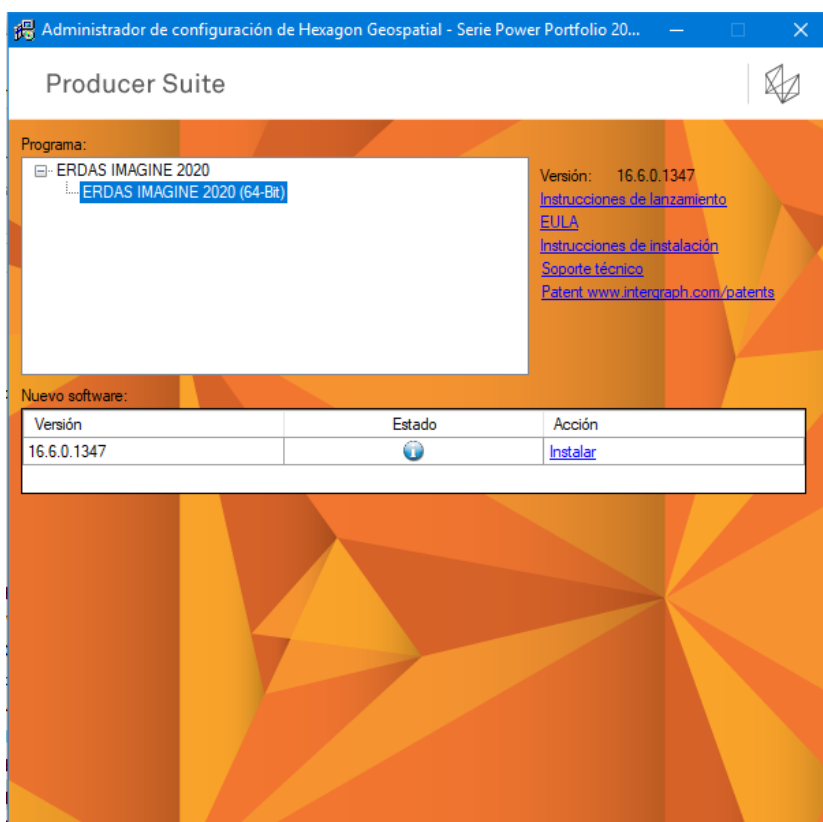 Administrador de configuración de Hexagon Geospatial - Serie Power Portfolio 20...
Producer Suite
Programa:
ERDAS IMAGINE 2020
ERDAS IMAGINE 2020 (64-Bit)
Versión: 16.6.0.1347
Instrucciones de lanzamiento
EULA
Instrucciones de instalación
Soporte técnico
Patent www.intergraph.com/patents
Nuevo software:
Versión Estado Acción
16.6.0.1347 Instalar